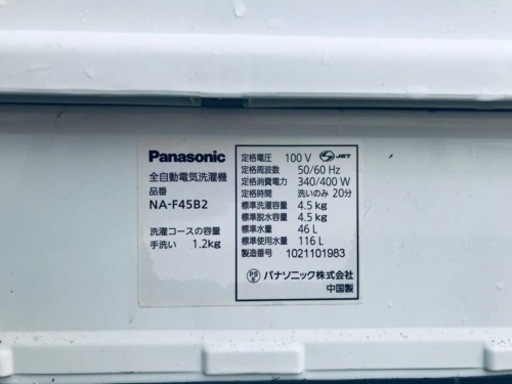 Panasonic
全自動電気洗濯機
品番
NA-F45B2
洗濯コースの容量
手洗い 1.2kg
定格電圧 100 V JET
定格周波数 50/60 Hz
定格消費電力 340/400 W
定格時間 洗いのみ 20分
標準洗濯容量 4.5 kg
標準脱水容量 4.5 kg
標準水量 46 L
標準使用水量 116 L
製造番号 1021101983
PSE パナソニック株式会社
中国製